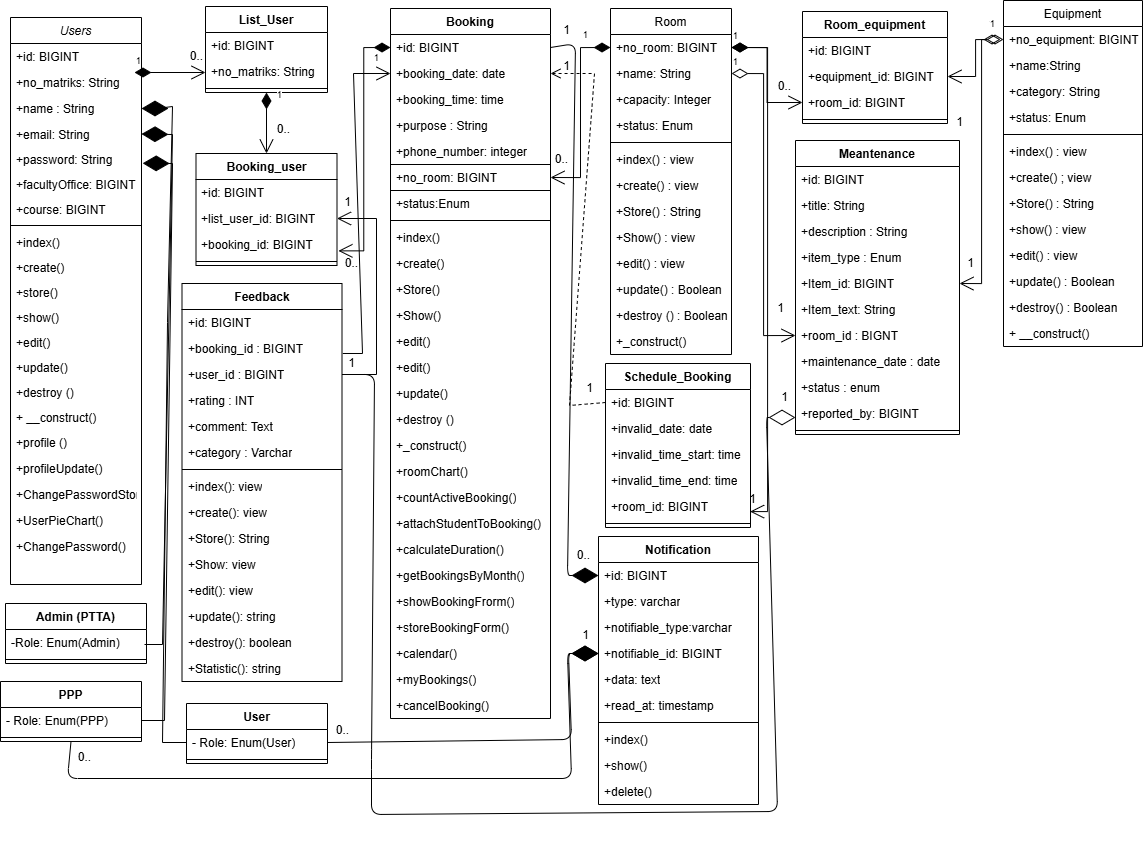 Users
+id: BIGINT
+no_matriks: String
+name : String
+email: String
+password: String
+facultyOffice: BIGINT
+course: BIGINT
+index()
+create()
+store()
+show()
+edit()
+update()
+destroy ()
+ __construct()
+profile ()
+profileUpdate()
+ChangePasswordSto
+UserPieChart()
+ChangePassword()
Admin (PTTA)
-Role: Enum(Admin)
PPP
- Role: Enum(PPP)
0..
1
0..
List_User
+id: BIGINT
+no_matriks: String
1
0..
Booking_user
+id: BIGINT
+list_user_id: BIGINT
+booking_id: BIGINT
1
0..
Feedback
+id: BIGINT
+booking_id : BIGINT
+user_id : BIGINT
+rating : INT
+comment: Text
+category : Varchar
+index(): view
+create(): view
+Store(): String
+Show: view
+edit(): view
+update(): string
+destroy(): boolean
+Statistic(): string
1
User
- Role: Enum(User)
0..
1
Booking
+id: BIGINT
+booking_date: date
+booking_time: time
+purpose : String
+phone_number: integer
+no_room: BIGINT
+status:Enum
+index()
+create()
+Store()
+Show()
+edit()
+edit()
+update()
+destroy ()
+_construct()
+roomChart()
+countActiveBooking()
+attachStudentToBooking()
+calculateDuration()
+getBookingsByMonth()
+showBookingFrorm()
+storeBookingForm()
+calendar()
+myBookings()
+cancelBooking()
1
1
1
0..
Room
+no_room: BIGINT
+name: String
+capacity: Integer
+status: Enum
+index() : view
+create() : view
+Store() : String
+Show() : view
+edit() : view
+update() : Boolean
+destroy () : Boolean
+_construct()
1
1
Schedule_Booking
+id: BIGINT
+invalid_date: date
+invalid_time_start: time
+invalid_time_end: time
+room_id: BIGINT
1
1
Notification
+id: BIGINT
+type: varchar
+notifiable_type:varchar
+notifiable_id: BIGINT
+data: text
+read_at: timestamp
+index()
+show()
+delete()
0..
1
Room_equipment
+id: BIGINT
+equipment_id: BIGINT
+room_id: BIGINT
0..
1
Meantenance
+id: BIGINT
+title: String
+description : String
+item_type : Enum
+Item_id: BIGINT
+Item_text: String
+room_id : BIGNT
+maintenance_date : date
+status : enum
+reported_by: BIGINT
1
1
1
Equipment
+no_equipment: BIGINT
+name:String
+category: String
+status: Enum
+index() : view
+create() ; view
+Store() : String
+show() : view
+edit() : view
+update() : Boolean
+destroy() : Boolean
+ __construct()
1